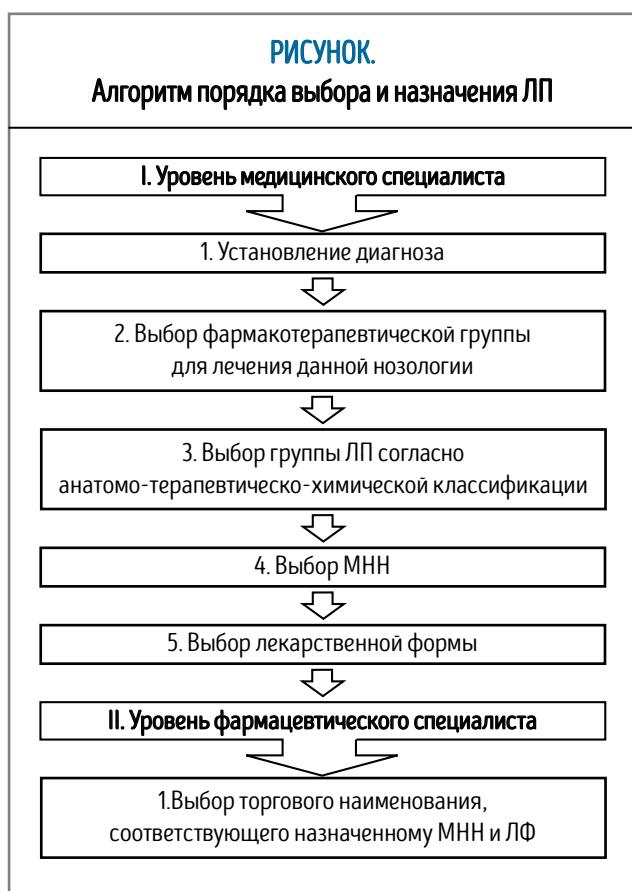 РИСУНОК.
Алгоритм порядка выбора и назначения ЛП
I. Уровень медицинского специалиста
1. Установление диагноза
2. Выбор фармакотерапевтической группы
для лечения данной нозологии
3. Выбор группы ЛП согласно
анатомо-терапевтическо-химической классификации
4. Выбор МНН
5. Выбор лекарственной формы
II. Уровень фармацевтического специалиста
1.Выбор торгового наименования,
соответствующего назначенному МНН и ЛФ